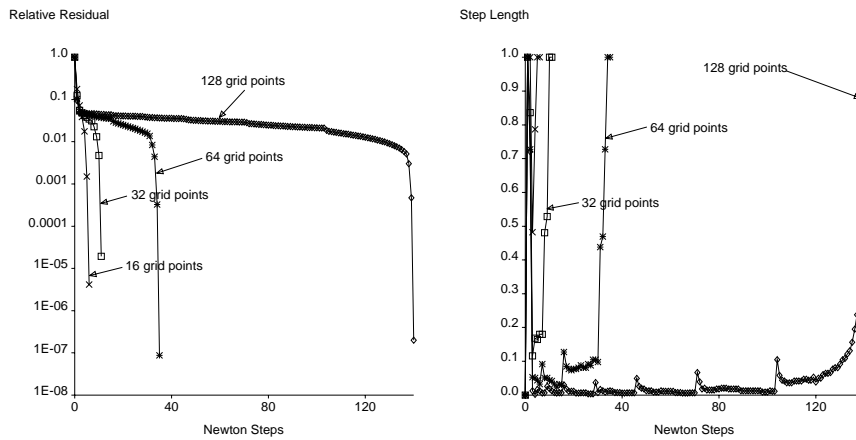 Relative Residual
1.0
0.1
0.01
0.001
0.0001
1E-05
1E-06
1E-07
1E-08
0
40
80
120
Newton Steps
128 grid points
64 grid points
32 grid points
16 grid points
Step Length
1.0
0.9
0.8
0.7
0.6
0.5
0.4
0.3
0.2
0.1
0.0
0
40
80
120
Newton Steps
128 grid points
64 grid points
32 grid points